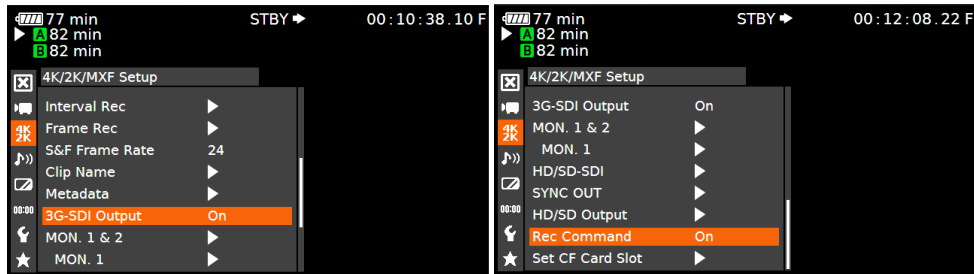 77 min STBY 00:10:38.10 F
A 82 min
B 82 min
4K/2K/MXF Setup
Interval Rec
4K 2K Frame Rec
S&F Frame Rate 24
Clip Name
Metadata
00:00 3G-SDI Output On
MON. 1 & 2
MON. 1
77 min STBY 00:12:08.22 F
A 82 min
B 82 min
4K/2K/MXF Setup
3G-SDI Output On
4K 2K MON. 1 & 2
MON. 1
HD/SD-SDI
SYNC OUT
00:00 HD/SD Output
Rec Command On
Set CF Card Slot